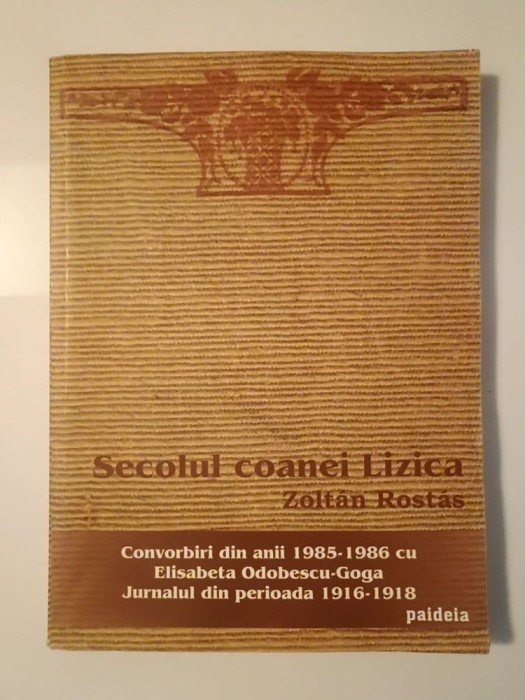 Secolul coanei Lizica
Zoltán Rostás
Convorbiri din anii 1985-1986 cu
Elisabeta Odobescu-Goga
Jurnalul din perioada 1916-1918
paideia